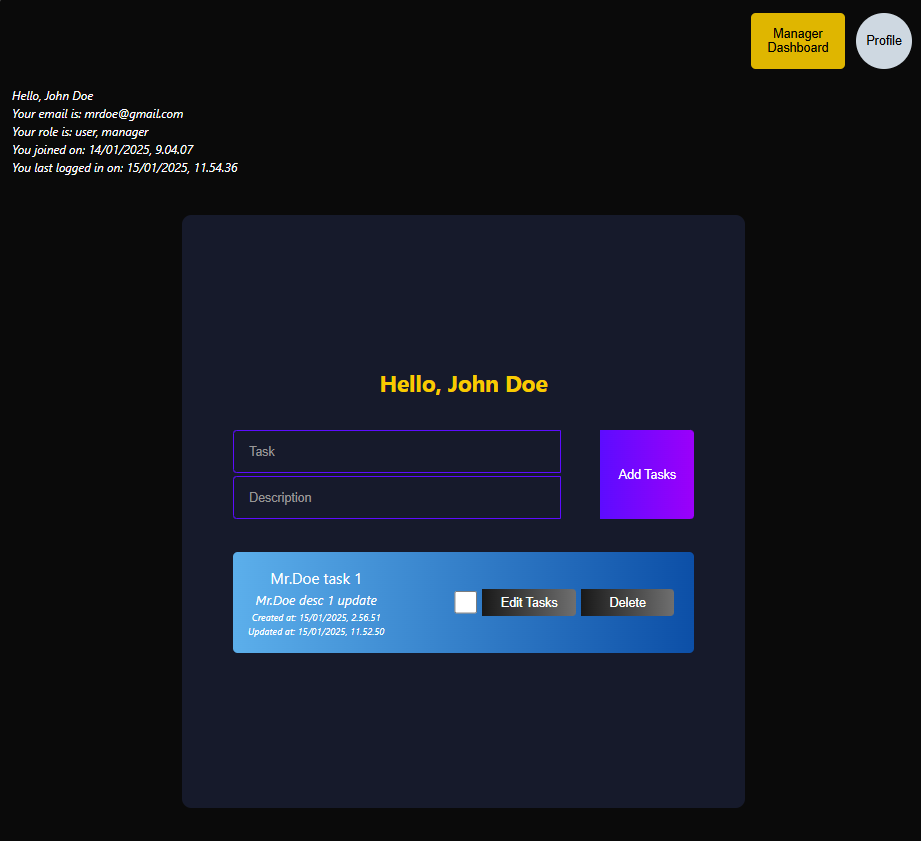 Manager
Dashboard
Profile
Hello, John Doe
Your email is: mrdoe@gmail.com
Your role is: user, manager
You joined on: 14/01/2025, 9.04.07
You last logged in on: 15/01/2025, 11.54.36
Hello, John Doe
Task
Description
Add Tasks
Mr.Doe task 1
Mr.Doe desc 1 update
Created at: 15/01/2025, 2.56.51
Updated at: 15/01/2025, 11.52.50
Edit Tasks
Delete